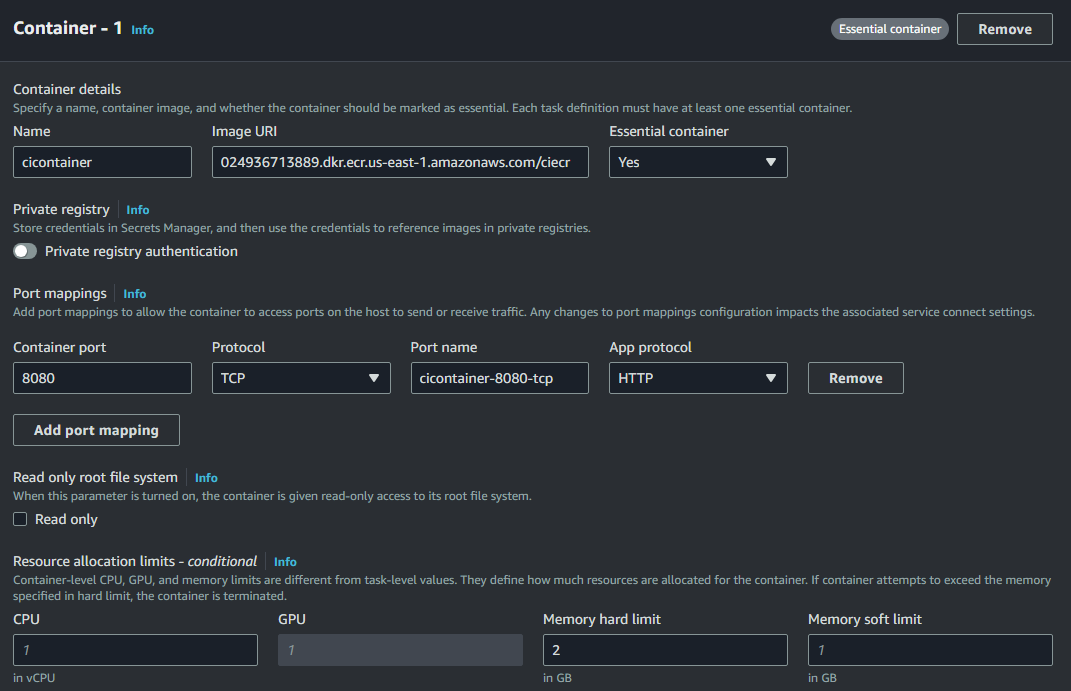 Container - 1 Info Essential container Remove
Container details
Specify a name, container image, and whether the container should be marked as essential. Each task definition must have at least one essential container.
Name Image URI Essential container
cicontainer 024936713889.dkr.ecr.us-east-1.amazonaws.com/ciecr Yes
Private registry Info
Store credentials in Secrets Manager, and then use the credentials to reference images in private registries.
Private registry authentication
Port mappings Info
Add port mappings to allow the container to access ports on the host to send or receive traffic. Any changes to port mappings configuration impacts the associated service connect settings.
Container port Protocol Port name App protocol
8080 TCP cicontainer-8080-tcp HTTP Remove
Add port mapping
Read only root file system Info
When this parameter is turned on, the container is given read-only access to its root file system.
Read only
Resource allocation limits - conditional Info
Container-level CPU, GPU, and memory limits are different from task-level values. They define how much resources are allocated for the container. If container attempts to exceed the memory
specified in hard limit, the container is terminated.
CPU GPU Memory hard limit Memory soft limit
1 1 2 1
in vCPU in GB in GB